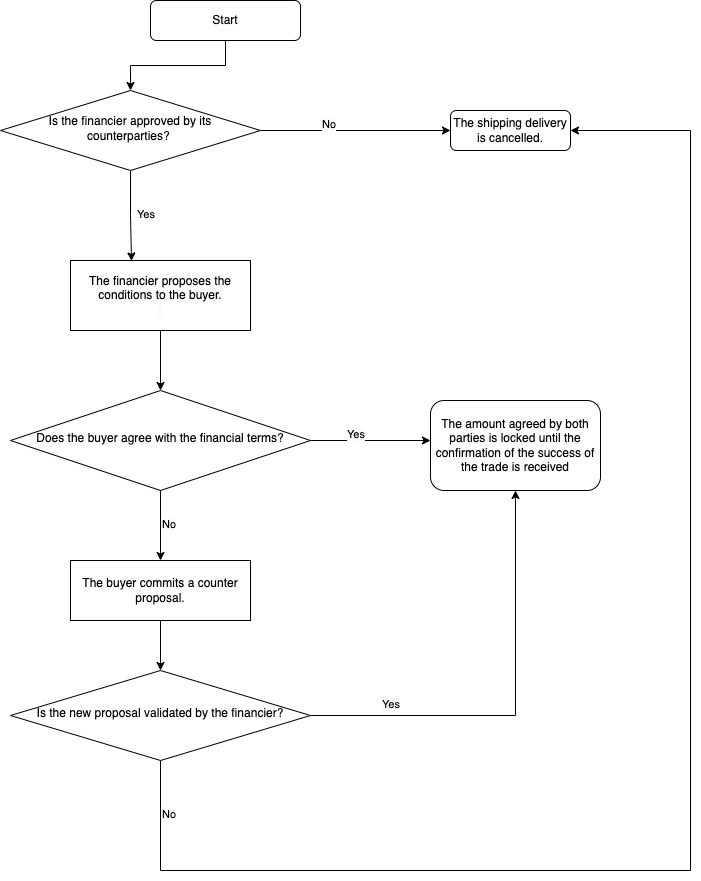 Start
Is the financier approved by its
counterparties?
No
The shipping delivery
is cancelled.
Yes
The financier proposes the
conditions to the buyer.
Does the buyer agree with the financial terms?
Yes
The amount agreed by both
parties is locked until the
confirmation of the success of
the trade is received
No
The buyer commits a counter
proposal.
Is the new proposal validated by the financier?
Yes
No